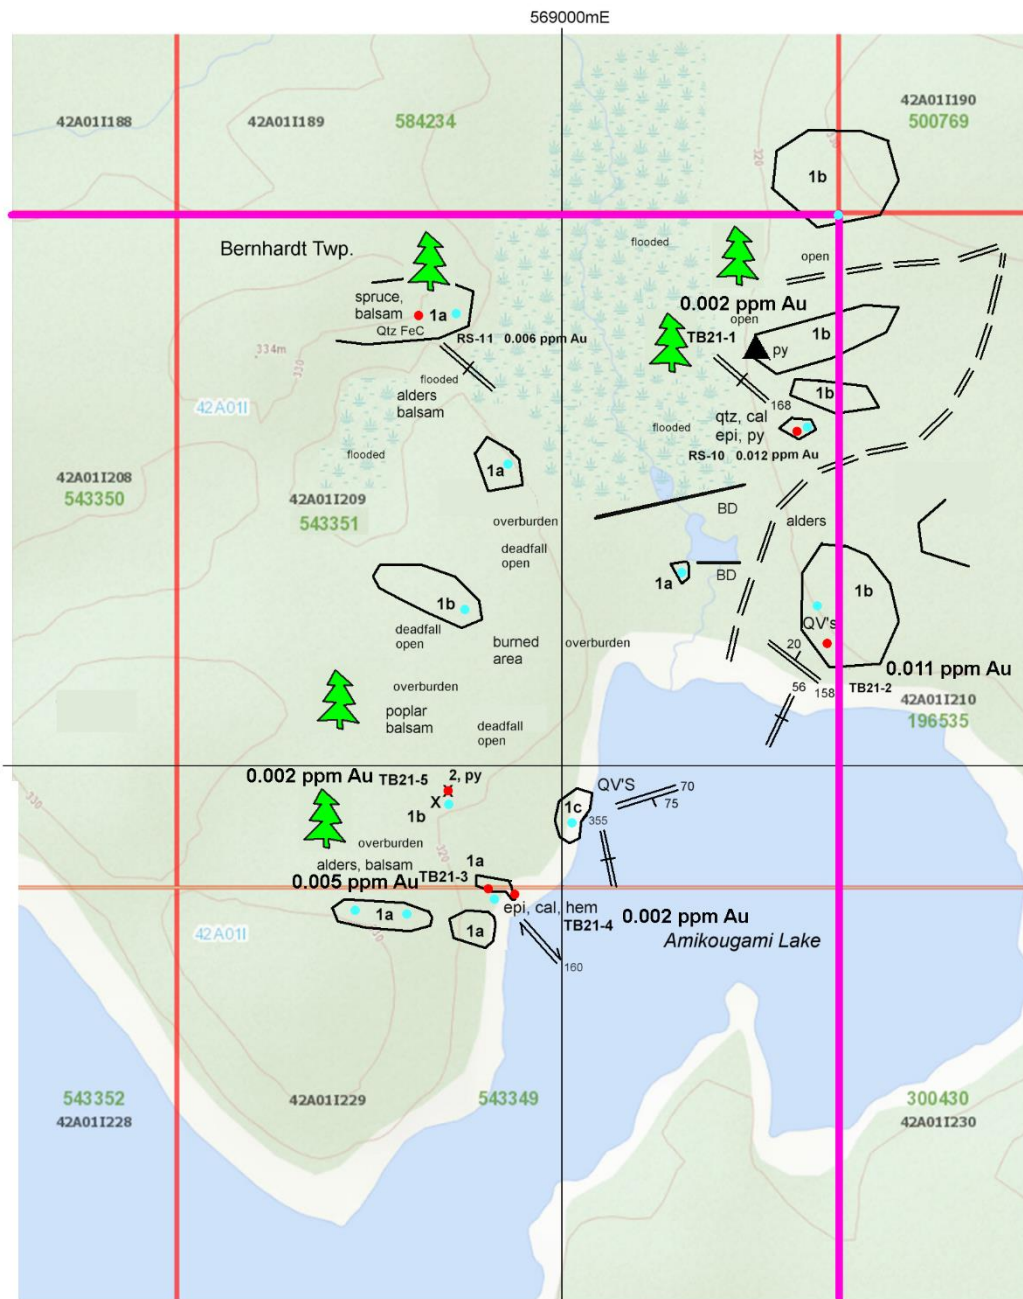 569000mE
42A01I188
42A01I189
584234
42A01I190
500769
1b
Bernhardt Twp.
flooded
open
spruce,
balsam
1a
Qtz FeC
RS-11 0.006 ppm Au
0.002 ppm Au
open
TB21-1
1b
py
320
320
334m
330
flooded
alders
balsam
168
1b
qtz, cal
epi, py
flooded
RS-10 0.012 ppm Au
42A01I
1a
flooded
42A01I208
543350
42A01I209
543351
overburden
deadfall
open
BD
alders
BD
1a
1b
1b
QV's
deadfall
open
burned
area
overburden
20
0.011 ppm Au
56
158
TB21-2
42A01I210
196535
overburden
poplar
balsam
deadfall
open
0.002 ppm Au
TB21-5
2, py
x
X
1b
QV'S
70
75
1c
355
330
320
overburden
alders, balsam
1a
0.005 ppm Au
TB21-3
epi, cal, hem
0.002 ppm Au
TB21-4
1a
1a
Amikougami Lake
42A01I
160
543352
42A01I228
42A01I229
543349
300430
42A01I230